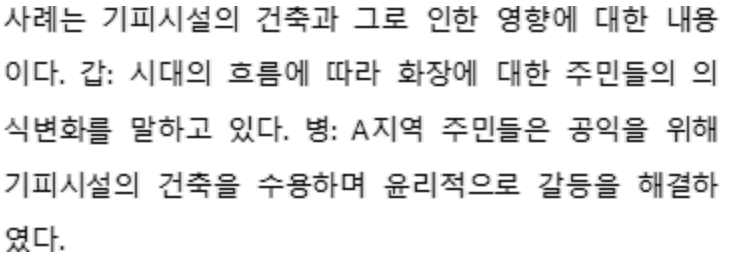 사례는 기피시설의 건축과 그로 인한 영향에 대한 내용
이다. 갑: 시대의 흐름에 따라 화장에 대한 주민들의 의
식변화를 말하고 있다. 병: A지역 주민들은 공익을 위해
기피시설의 건축을 수용하며 윤리적으로 갈등을 해결하
였다.